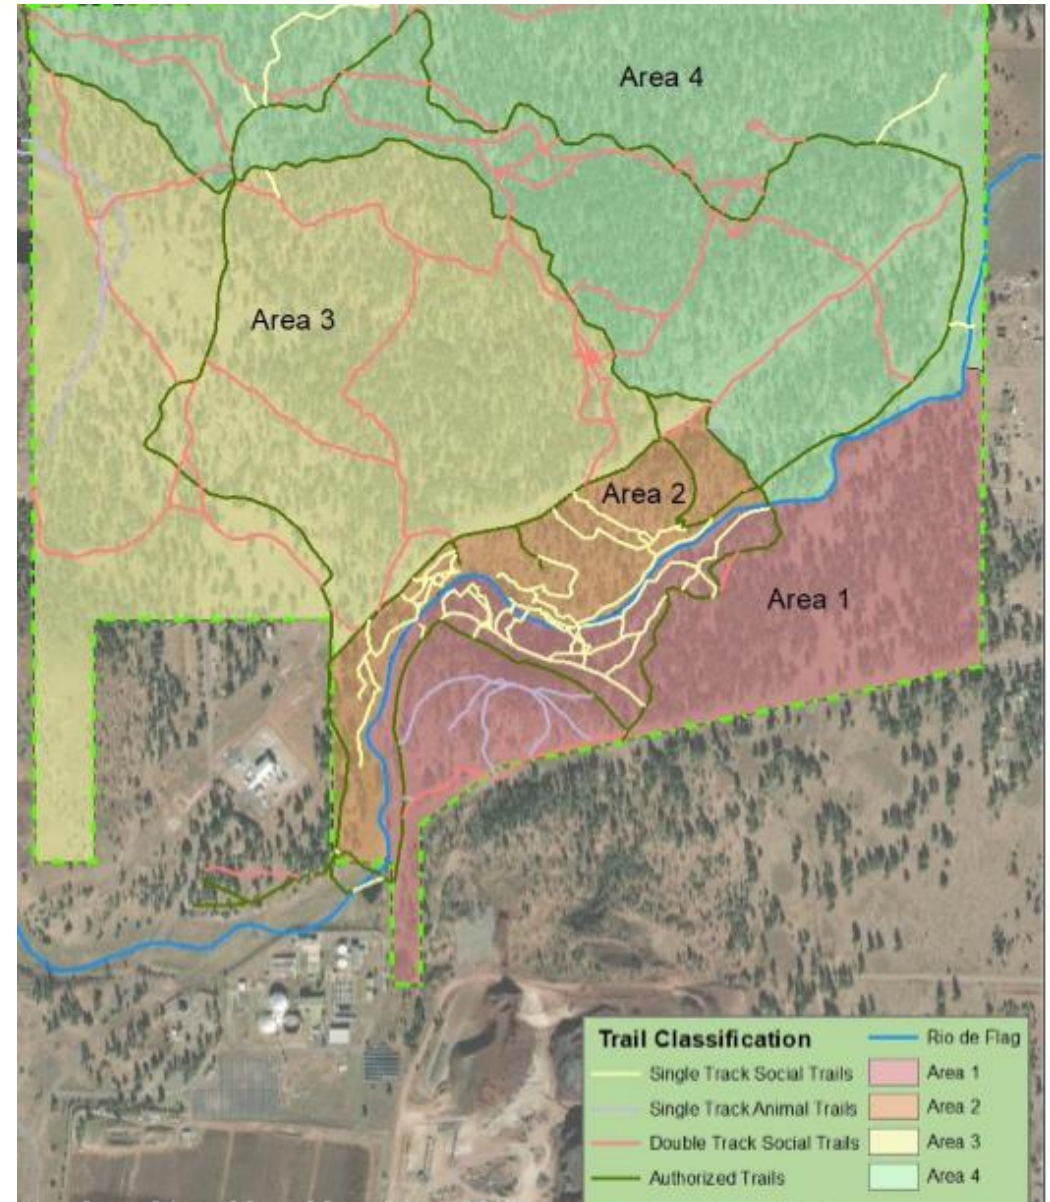 Area 4
Area 3
Area 2
Area 1
Trail Classification
Single Track Social Trails
Single Track Animal Trails
Double Track Social Trails
Authorized Trails
Rio de Flag
Area 1
Area 2
Area 3
Area 4